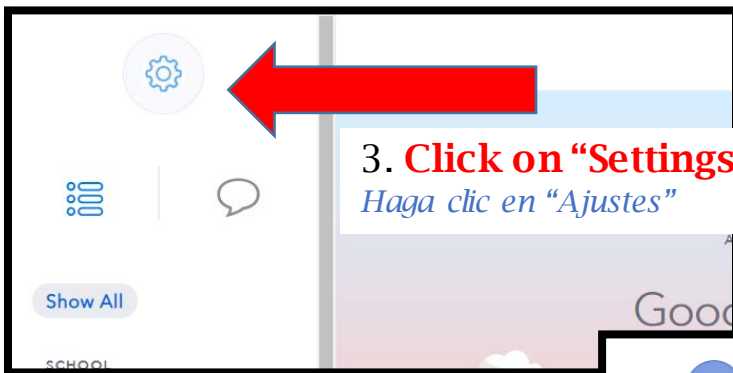 3. Click on “Settings
Haga clic en “Ajustes”
Show All
Good
SCHOOL